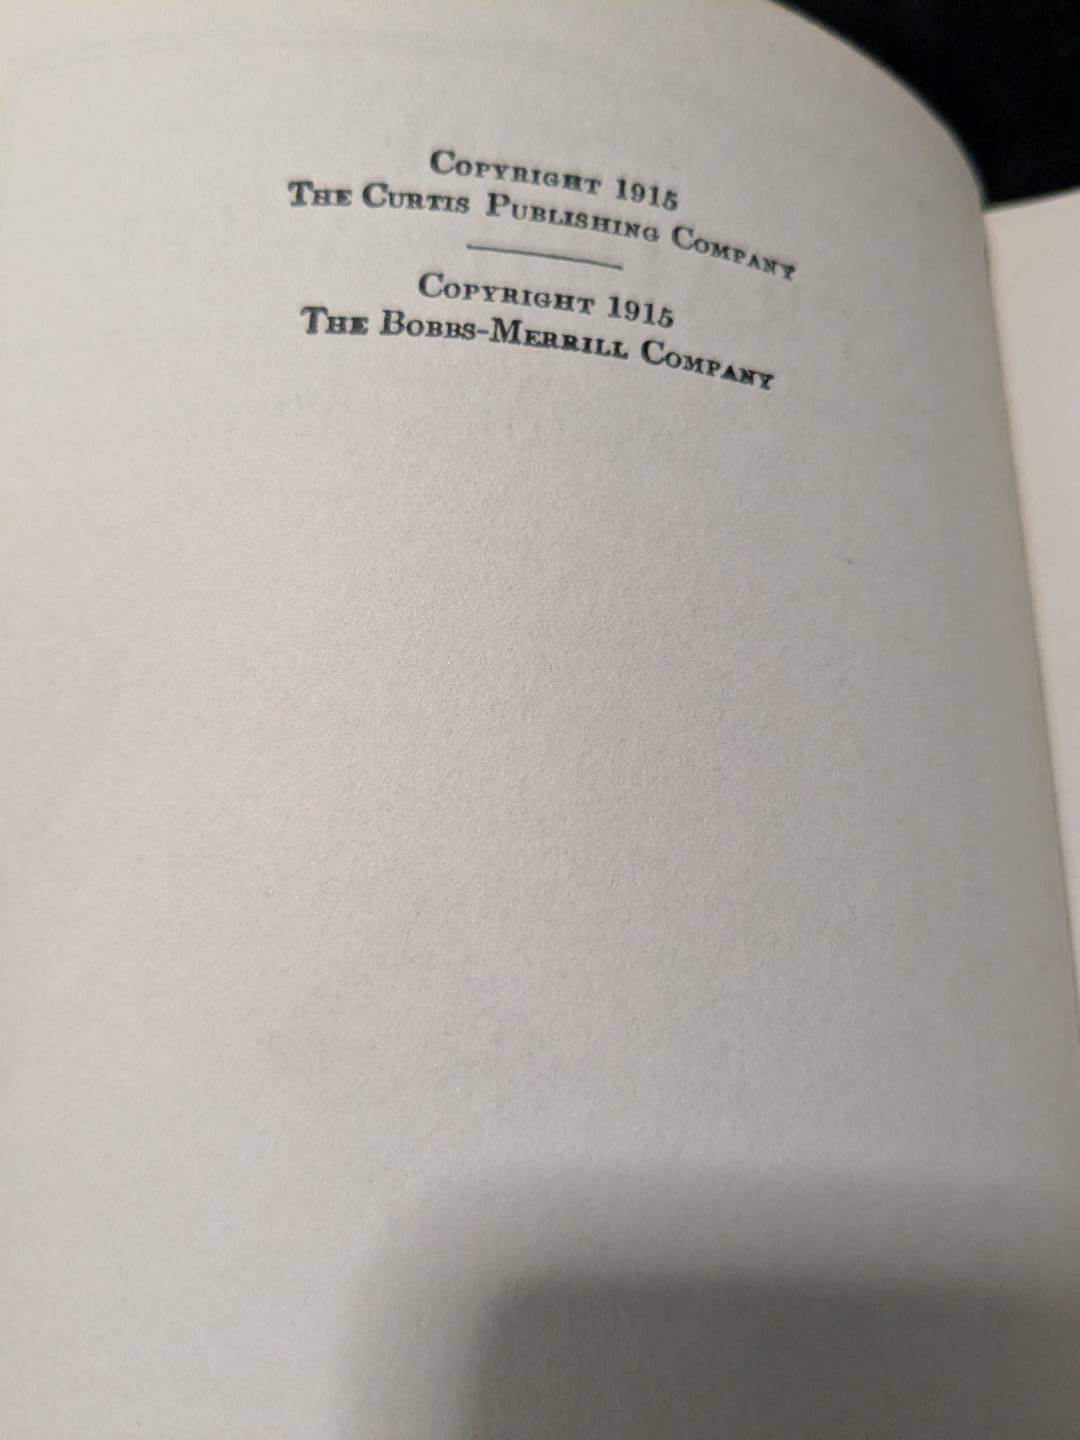 Copyright 1915
The Curtis Publishing Company
Copyright 1915
The Bobbs-Merrill Company